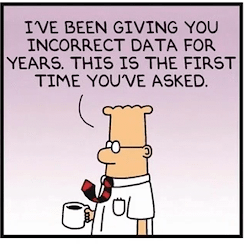 I'VE BEEN GIVING YOU
INCORRECT DATA FOR
YEARS. THIS IS THE FIRST
TIME YOU'VE ASKED.